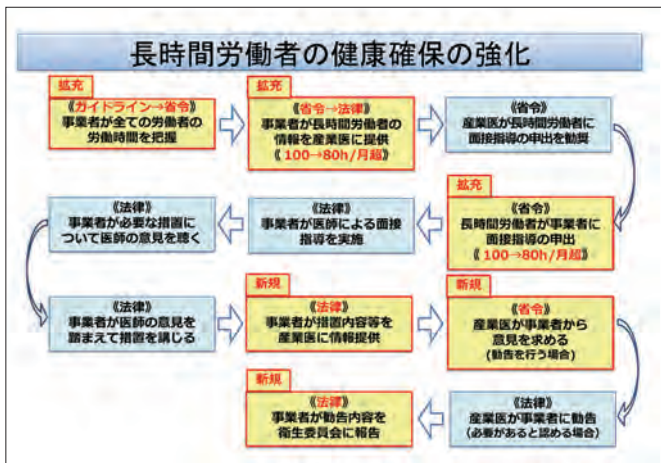 長時間労働者の健康確保の強化
拡充
《ガイドライン→省令》
事業者が全ての労働者の
労働時間を把握
拡充
《省令→法律》
事業者が長時間労働者の
情報を産業医に提供
《 100→80h/月超》
《省令》
産業医が長時間労働者に
面接指導の申出を勧奨
拡充
《省令》
長時間労働者が事業者に
面接指導の申出
《 100→80h/月超》
《法律》
事業者が医師による面接
指導を実施
《法律》
事業者が必要な措置に
ついて医師の意見を聴く
《法律》
事業者が医師の意見を
踏まえて措置を講じる
新規
《法律》
事業者が措置内容等を
産業医に情報提供
新規
《省令》
産業医が事業者から
意見を求める
(勧告を行う場合)
《法律》
産業医が事業者に勧告
(必要があると認める場合)
新規
《法律》
事業者が勧告内容を
衛生委員会に報告